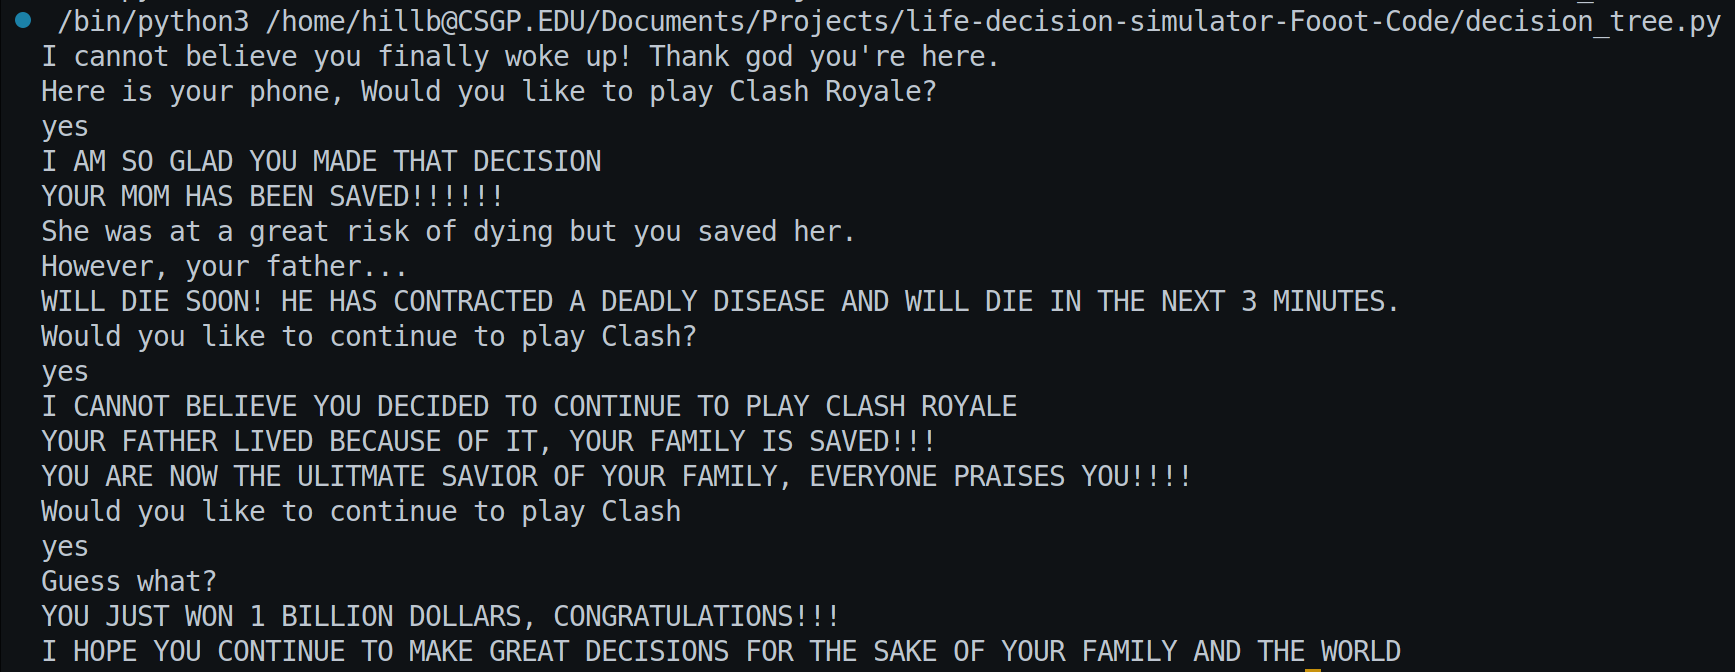 /bin/python3 /home/hillb@CSGP.EDU/Documents/Projects/life-decision-simulator-Fooot-Code/decision_tree.py
I cannot believe you finally woke up! Thank god you're here.
Here is your phone, Would you like to play Clash Royale?
yes
I AM SO GLAD YOU MADE THAT DECISION
YOUR MOM HAS BEEN SAVED!!!!!!
She was at a great risk of dying but you saved her.
However, your father...
WILL DIE SOON! HE HAS CONTRACTED A DEADLY DISEASE AND WILL DIE IN THE NEXT 3 MINUTES.
Would you like to continue to play Clash?
yes
I CANNOT BELIEVE YOU DECIDED TO CONTINUE TO PLAY CLASH ROYALE
YOUR FATHER LIVED BECAUSE OF IT, YOUR FAMILY IS SAVED!!!
YOU ARE NOW THE ULITMATE SAVIOR OF YOUR FAMILY, EVERYONE PRAISES YOU!!!!
Would you like to continue to play Clash
yes
Guess what?
YOU JUST WON 1 BILLION DOLLARS, CONGRATULATIONS!!!
I HOPE YOU CONTINUE TO MAKE GREAT DECISIONS FOR THE SAKE OF YOUR FAMILY AND THE WORLD